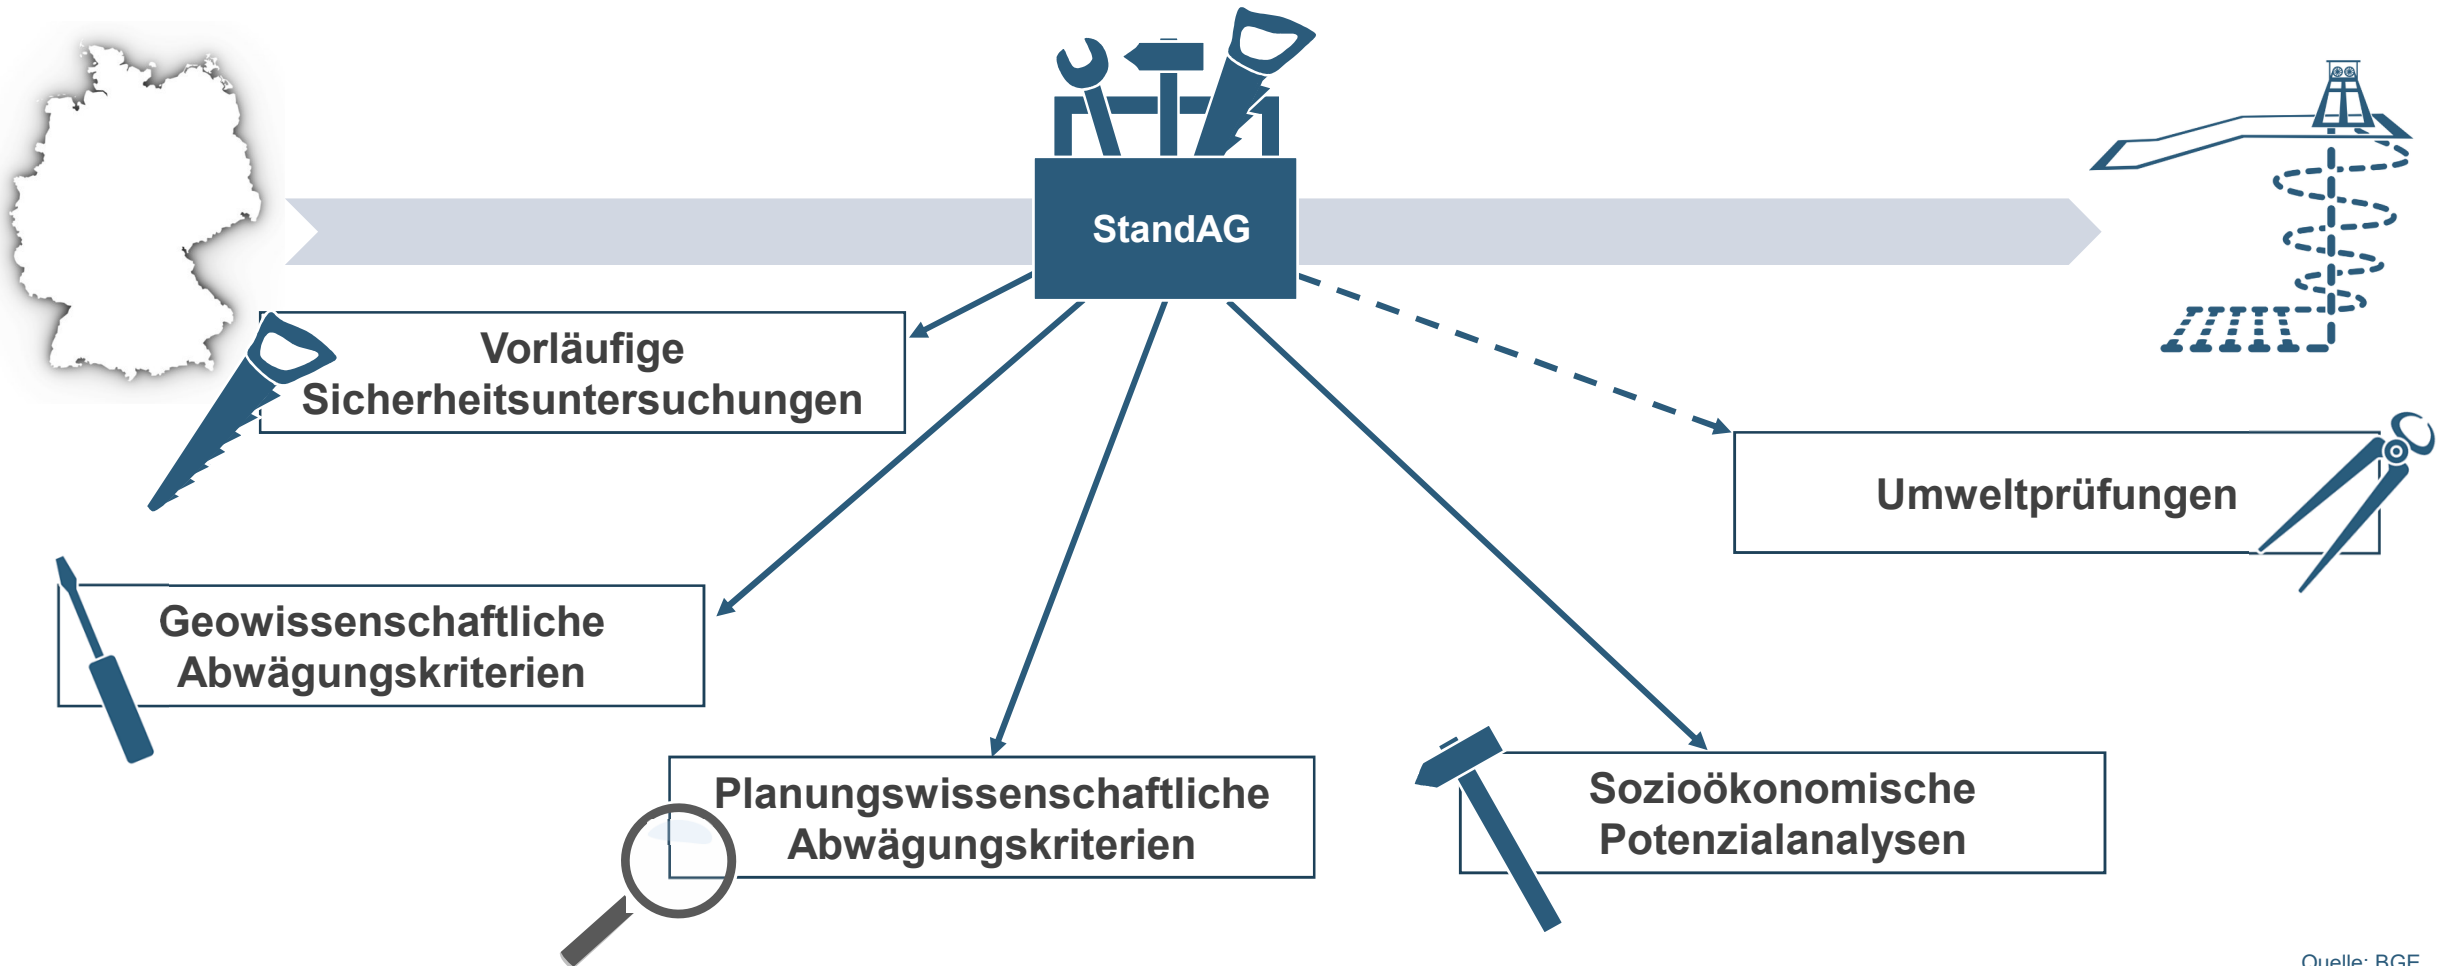 StandAG
Vorläufige
Sicherheitsuntersuchungen
Umweltprüfungen
Geowissenschaftliche
Abwägungskriterien
Planungswissenschaftliche
Abwägungskriterien
Sozioökonomische
Potenzialanalysen
Quelle: BGE